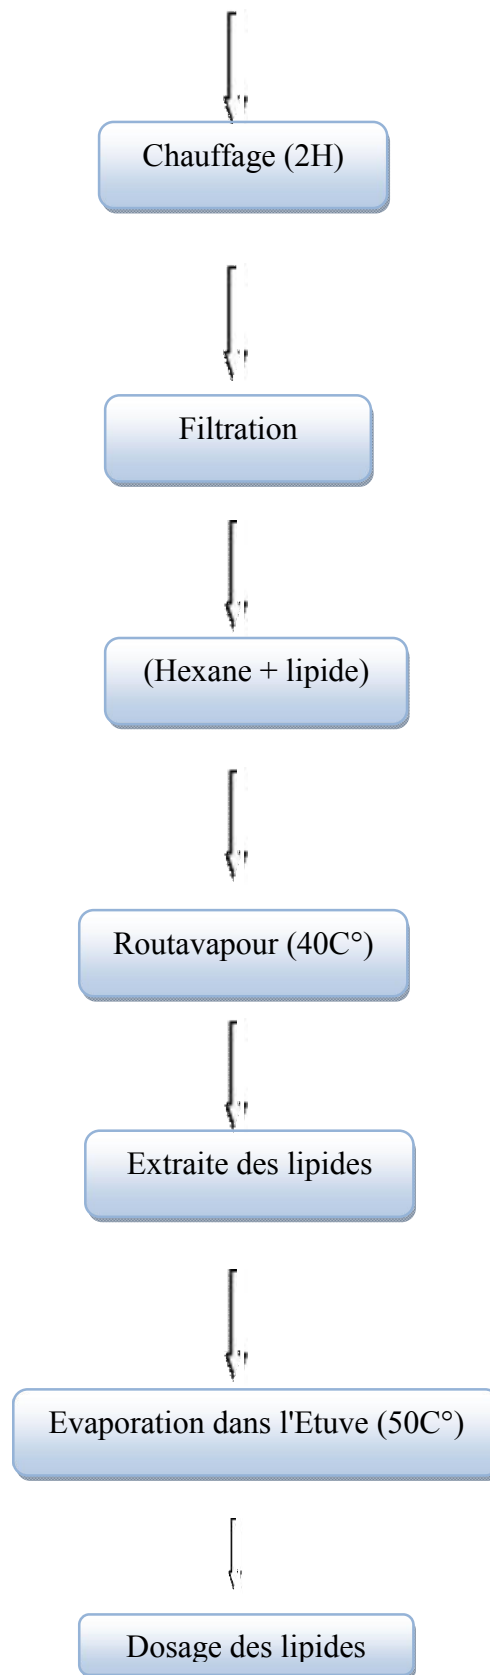 Chauffage (2H)
Filtration
(Hexane + lipide)
Routavapour (40C°)
Extraite des lipides
Evaporation dans l'Etuve (50C°)
Dosage des lipides